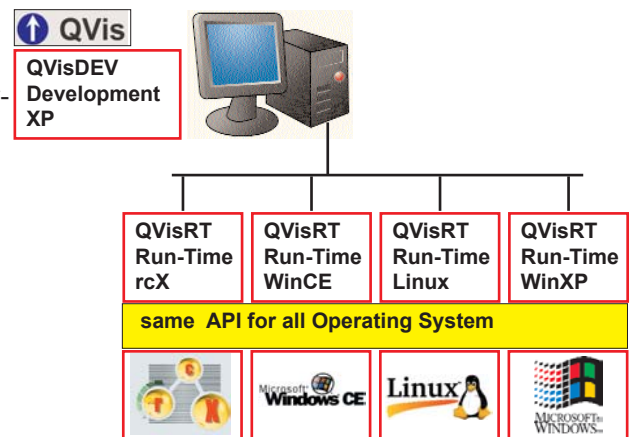 QVis
QVisDEV
Development
XP
QVisRT
Run-Time
rcX
QVisRT
Run-Time
WinCE
QVisRT
Run-Time
Linux
QVisRT
Run-Time
WinXP
same API for all Operating System
r C X
Microsoft
Windows CE
Linux
MICROSOFT
WINDOWS